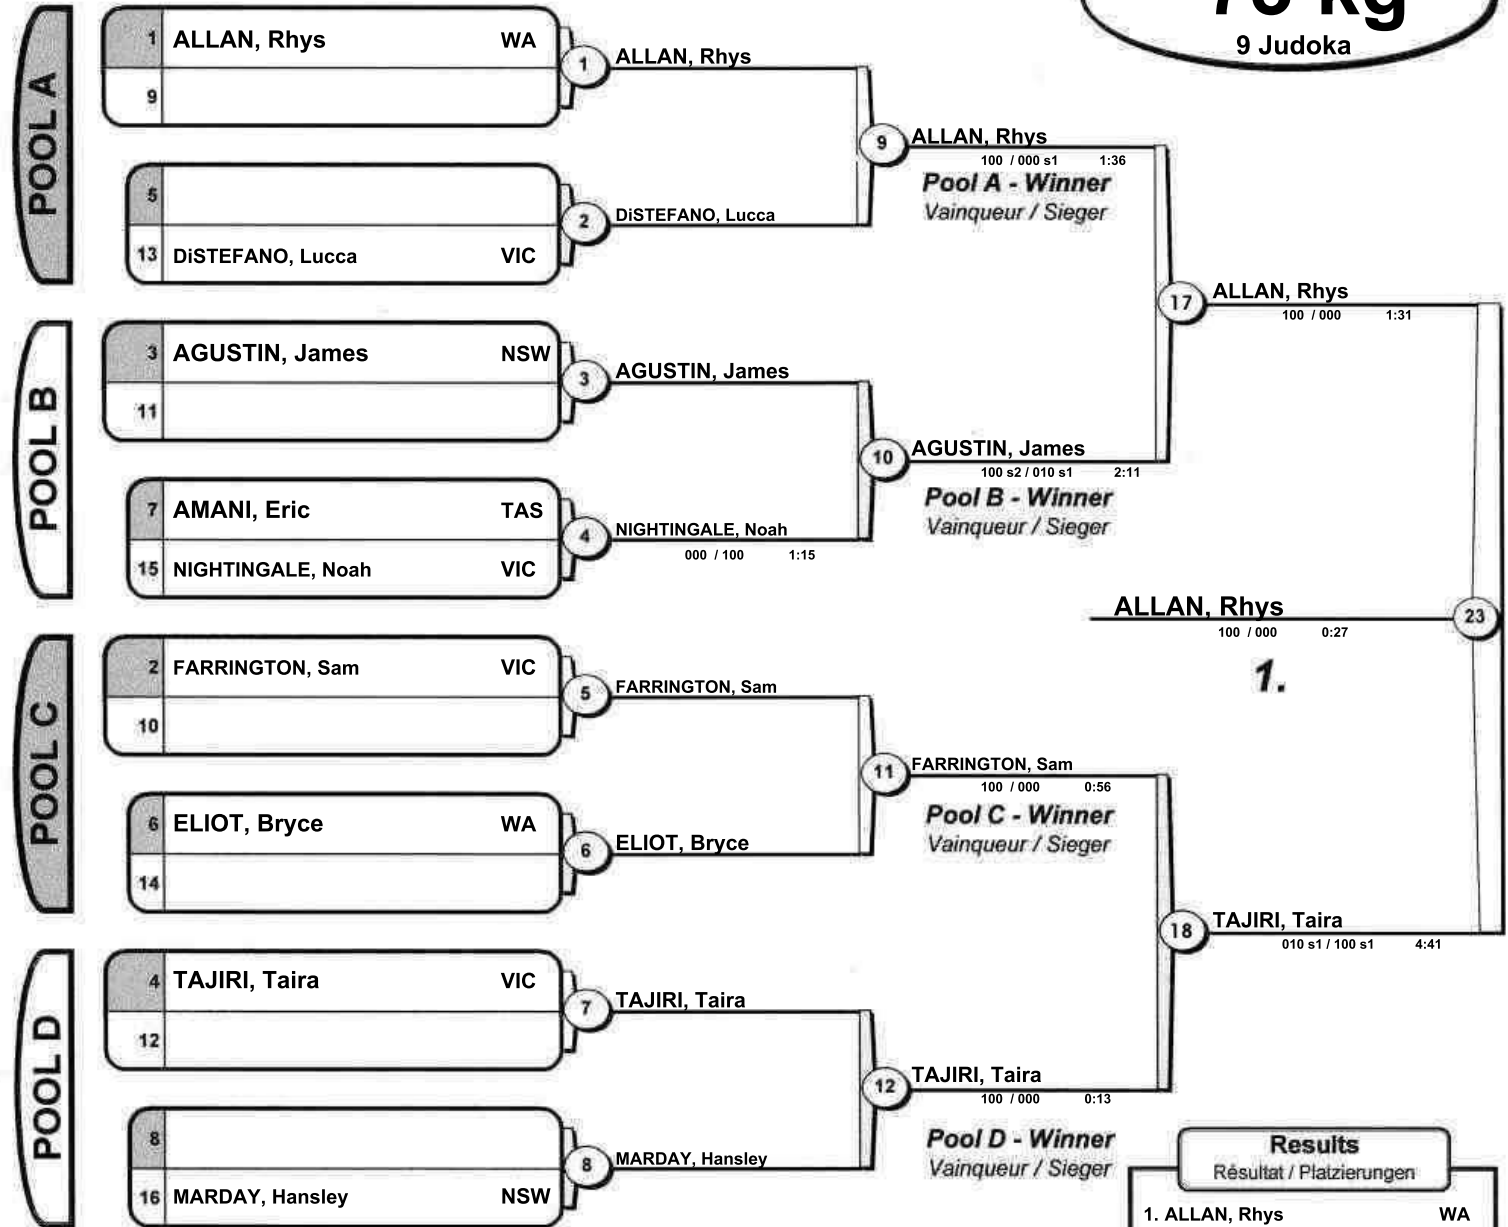 kg
9 Judoka
POOL A
1 ALLAN, Rhys WA
9
1 ALLAN, Rhys
5
13 DiSTEFANO, Lucca VIC
2 DiSTEFANO, Lucca
9 ALLAN, Rhys
100 / 000 s1 1:36
Pool A - Winner
Vainqueur / Sieger
POOL B
3 AGUSTIN, James NSW
11
3 AGUSTIN, James
7 AMANI, Eric TAS
15 NIGHTINGALE, Noah VIC
4 NIGHTINGALE, Noah
000 / 100 1:15
10 AGUSTIN, James
100 s2 / 010 s1 2:11
Pool B - Winner
Vainqueur / Sieger
17 ALLAN, Rhys
100 / 000 1:31
ALLAN, Rhys 23
100 / 000 0:27
1.
POOL C
2 FARRINGTON, Sam VIC
10
5 FARRINGTON, Sam
6 ELIOT, Bryce WA
14
6 ELIOT, Bryce
11 FARRINGTON, Sam
100 / 000 0:56
Pool C - Winner
Vainqueur / Sieger
POOL D
4 TAJIRI, Taira VIC
12
7 TAJIRI, Taira
8
16 MARDAY, Hansley NSW
8 MARDAY, Hansley
12 TAJIRI, Taira
100 / 000 0:13
Pool D - Winner
Vainqueur / Sieger
18 TAJIRI, Taira
010 s1 / 100 s1 4:41
Results
Résultat / Platzierungen
1. ALLAN, Rhys WA